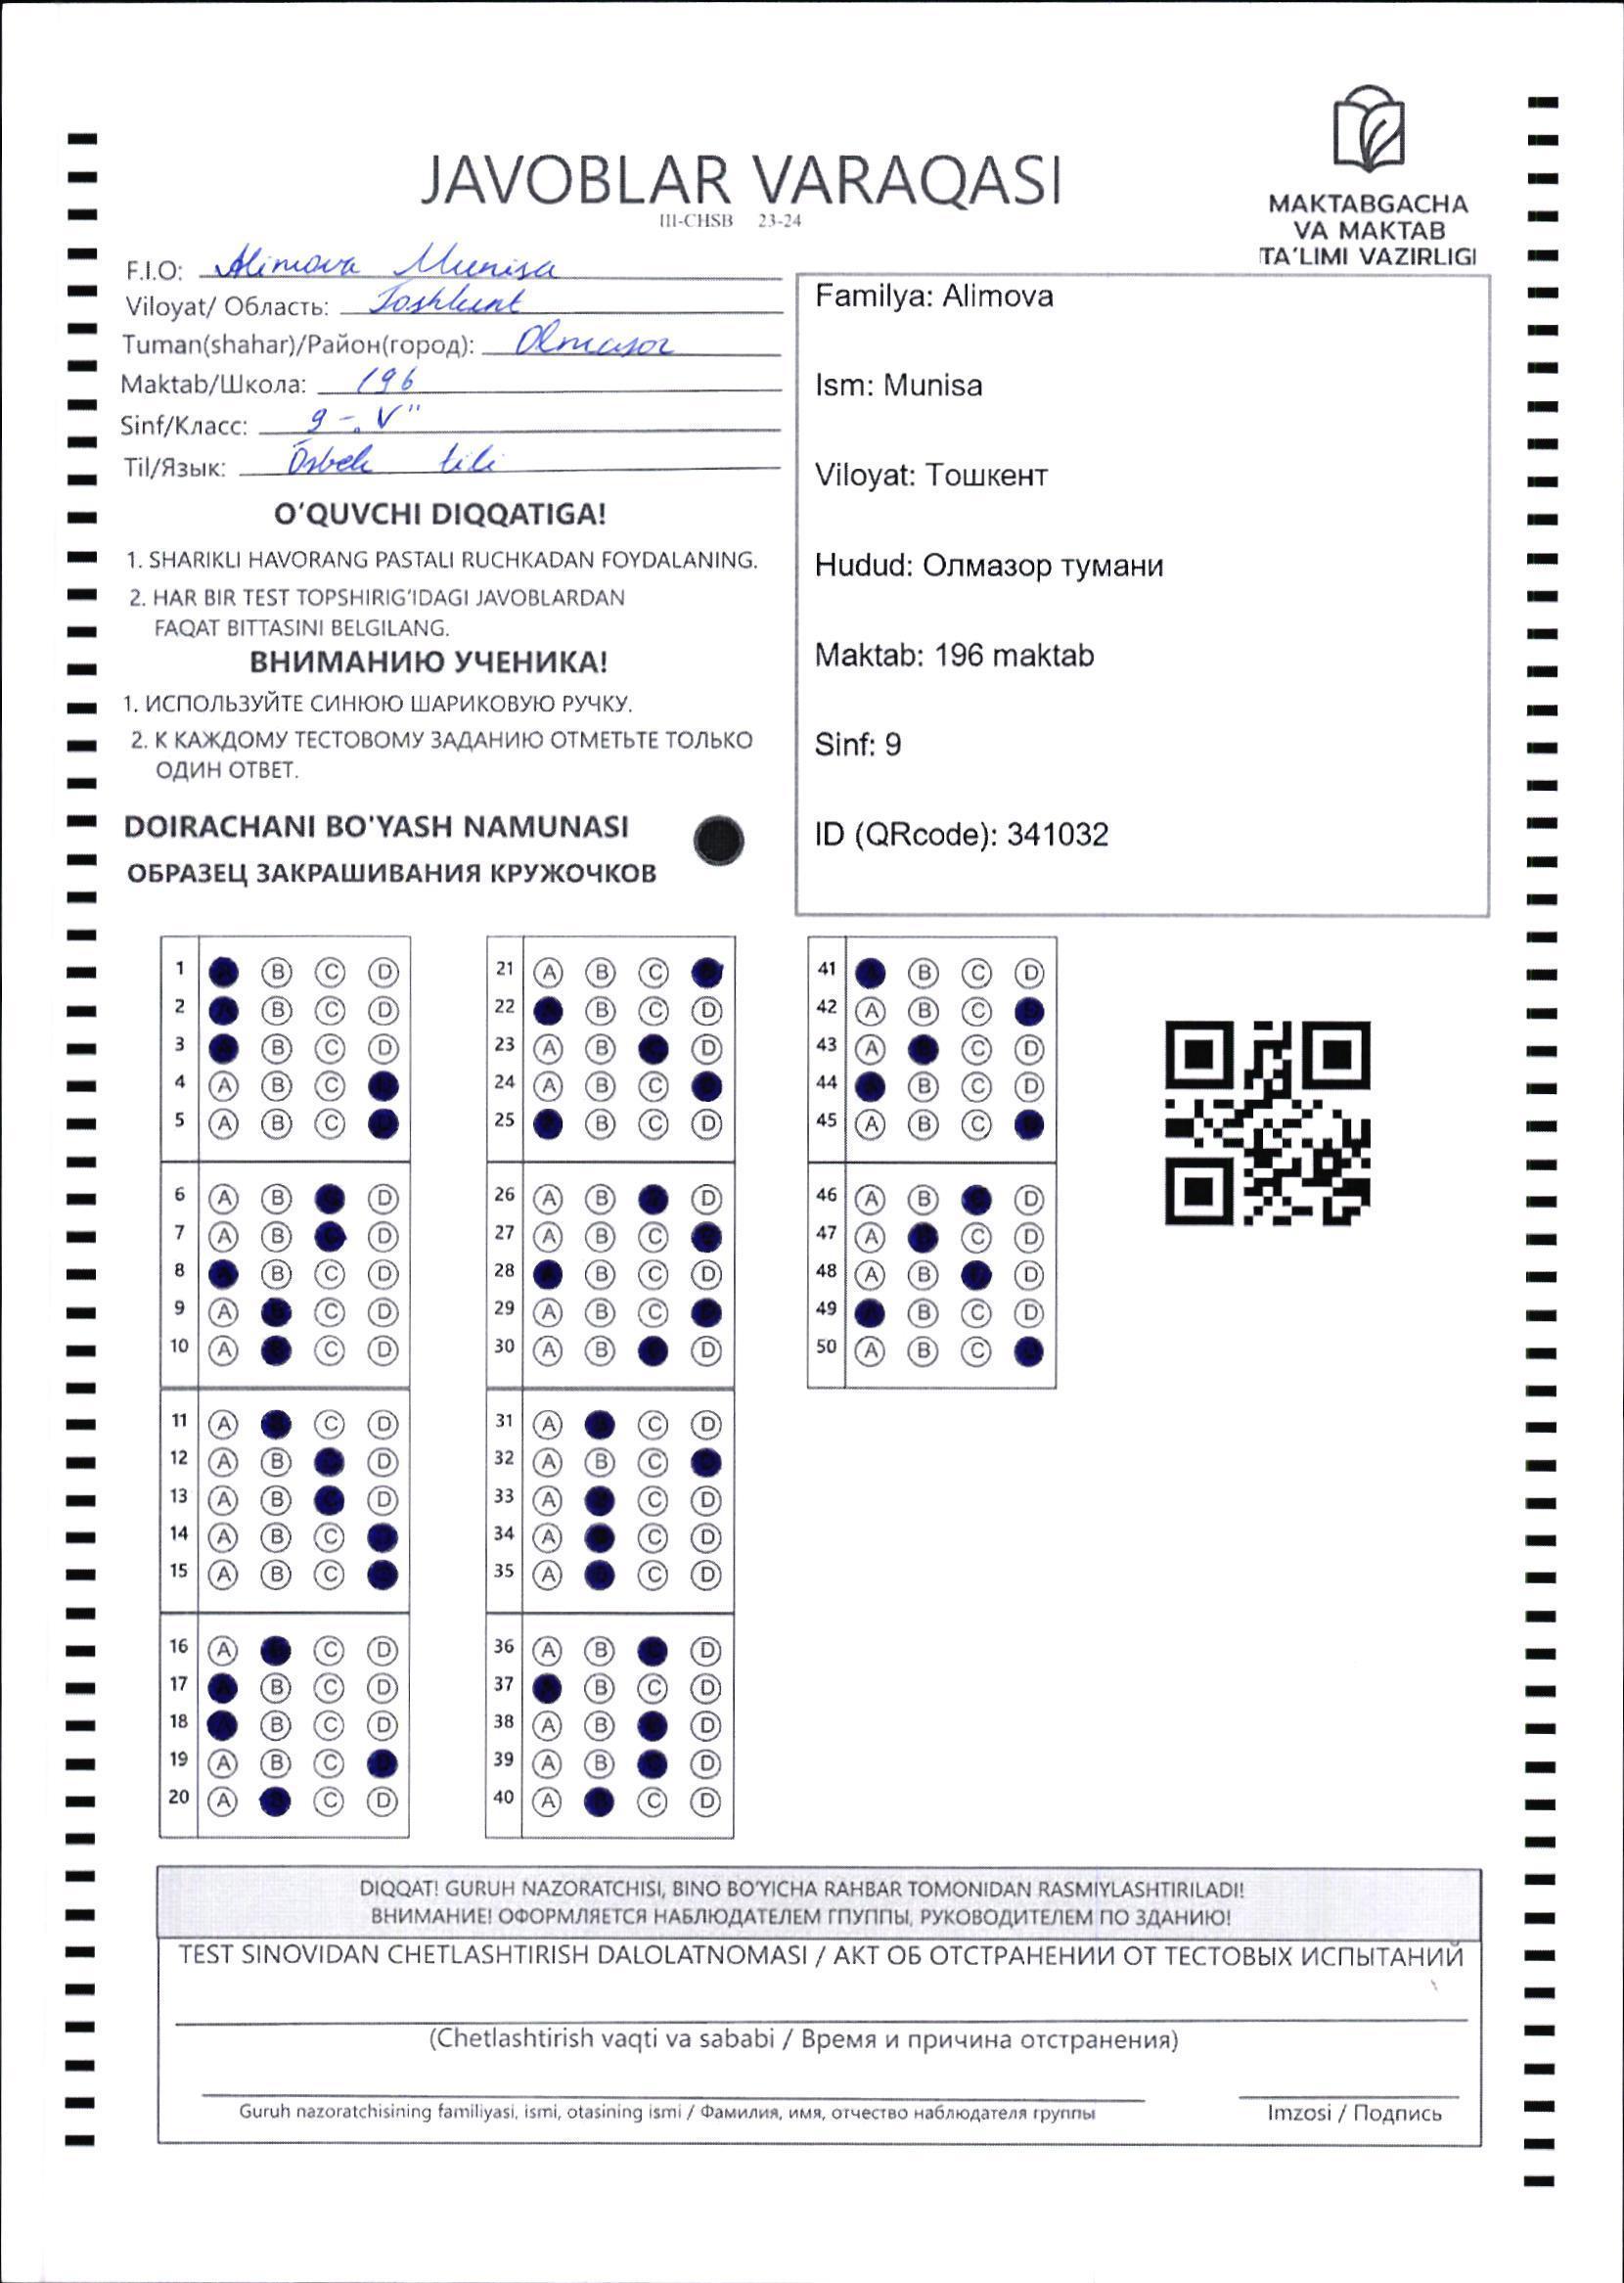 MAKTABGACHA
VA MAKTAB
TA'LIMI VAZIRLIGI
JAVOBLAR VARAQASI
III-CHSB 23-24
F.I.O: Alimova Munisa
Viloyat/ Область: Toshkent
Tuman(shahar)/Район(город): Olmazor
Maktab/Школа: 196
Sinf/Класс: 9-„V"
Til/Язык: Özbek tili
Familya: Alimova
Ism: Munisa
Viloyat: Тошкент
Hudud: Олмазор тумани
Maktab: 196 maktab
Sinf: 9
ID (QRcode): 341032
O'QUVCHI DIQQATIGA!
1. SHARIKLI HAVORANG PASTALI RUCHKADAN FOYDALANING.
2. HAR BIR TEST TOPSHIRIG'IDAGI JAVOBLARDAN
FAQAT BITTASINI BELGILANG.
ВНИМАНИЮ УЧЕНИКА!
1. ИСПОЛЬЗУЙТЕ СИНЮЮ ШАРИКОВУЮ РУЧКУ.
2. К КАЖДОМУ ТЕСТОВОМУ ЗАДАНИЮ ОТМЕТЬТЕ ТОЛЬКО
ОДИН ОТВЕТ.
DOIRACHANI BO'YASH NAMUNASI
ОБРАЗЕЦ ЗАКРАШИВАНИЯ КРУЖОЧКОВ
1 A B C D
2 A B C D
3 A B C D
4 A B C D
5 A B C D
6 A B C D
7 A B C D
8 A B C D
9 A B C D
10 A B C D
11 A B C D
12 A B C D
13 A B C D
14 A B C D
15 A B C D
16 A B C D
17 A B C D
18 A B C D
19 A B C D
20 A B C D
21 A B C D
22 A B C D
23 A B C D
24 A B C D
25 A B C D
26 A B C D
27 A B C D
28 A B C D
29 A B C D
30 A B C D
31 A B C D
32 A B C D
33 A B C D
34 A B C D
35 A B C D
36 A B C D
37 A B C D
38 A B C D
39 A B C D
40 A B C D
41 A B C D
42 A B C D
43 A B C D
44 A B C D
45 A B C D
46 A B C D
47 A B C D
48 A B C D
49 A B C D
50 A B C D
DIQQAT! GURUH NAZORATCHISI, BINO BO'YICHA RAHBAR TOMONIDAN RASMIYLASHTIRILADI!
ВНИМАНИЕ! ОФОРМЛЯЕТСЯ НАБЛЮДАТЕЛЕМ ГПУППЫ, РУКОВОДИТЕЛЕМ ПО ЗДАНИЮ!
TEST SINOVIDAN CHETLASHTIRISH DALOLATNOMASI / АКТ ОБ ОТСТРАНЕНИИ ОТ ТЕСТОВЫХ ИСПЫТАНИЙ
(Chetlashtirish vaqti va sababi / Время и причина отстранения)
Guruh nazoratchisining familiyasi, ismi, otasining ismi / Фамилия, имя, отчество наблюдателя группы
Imzosi / Подпись